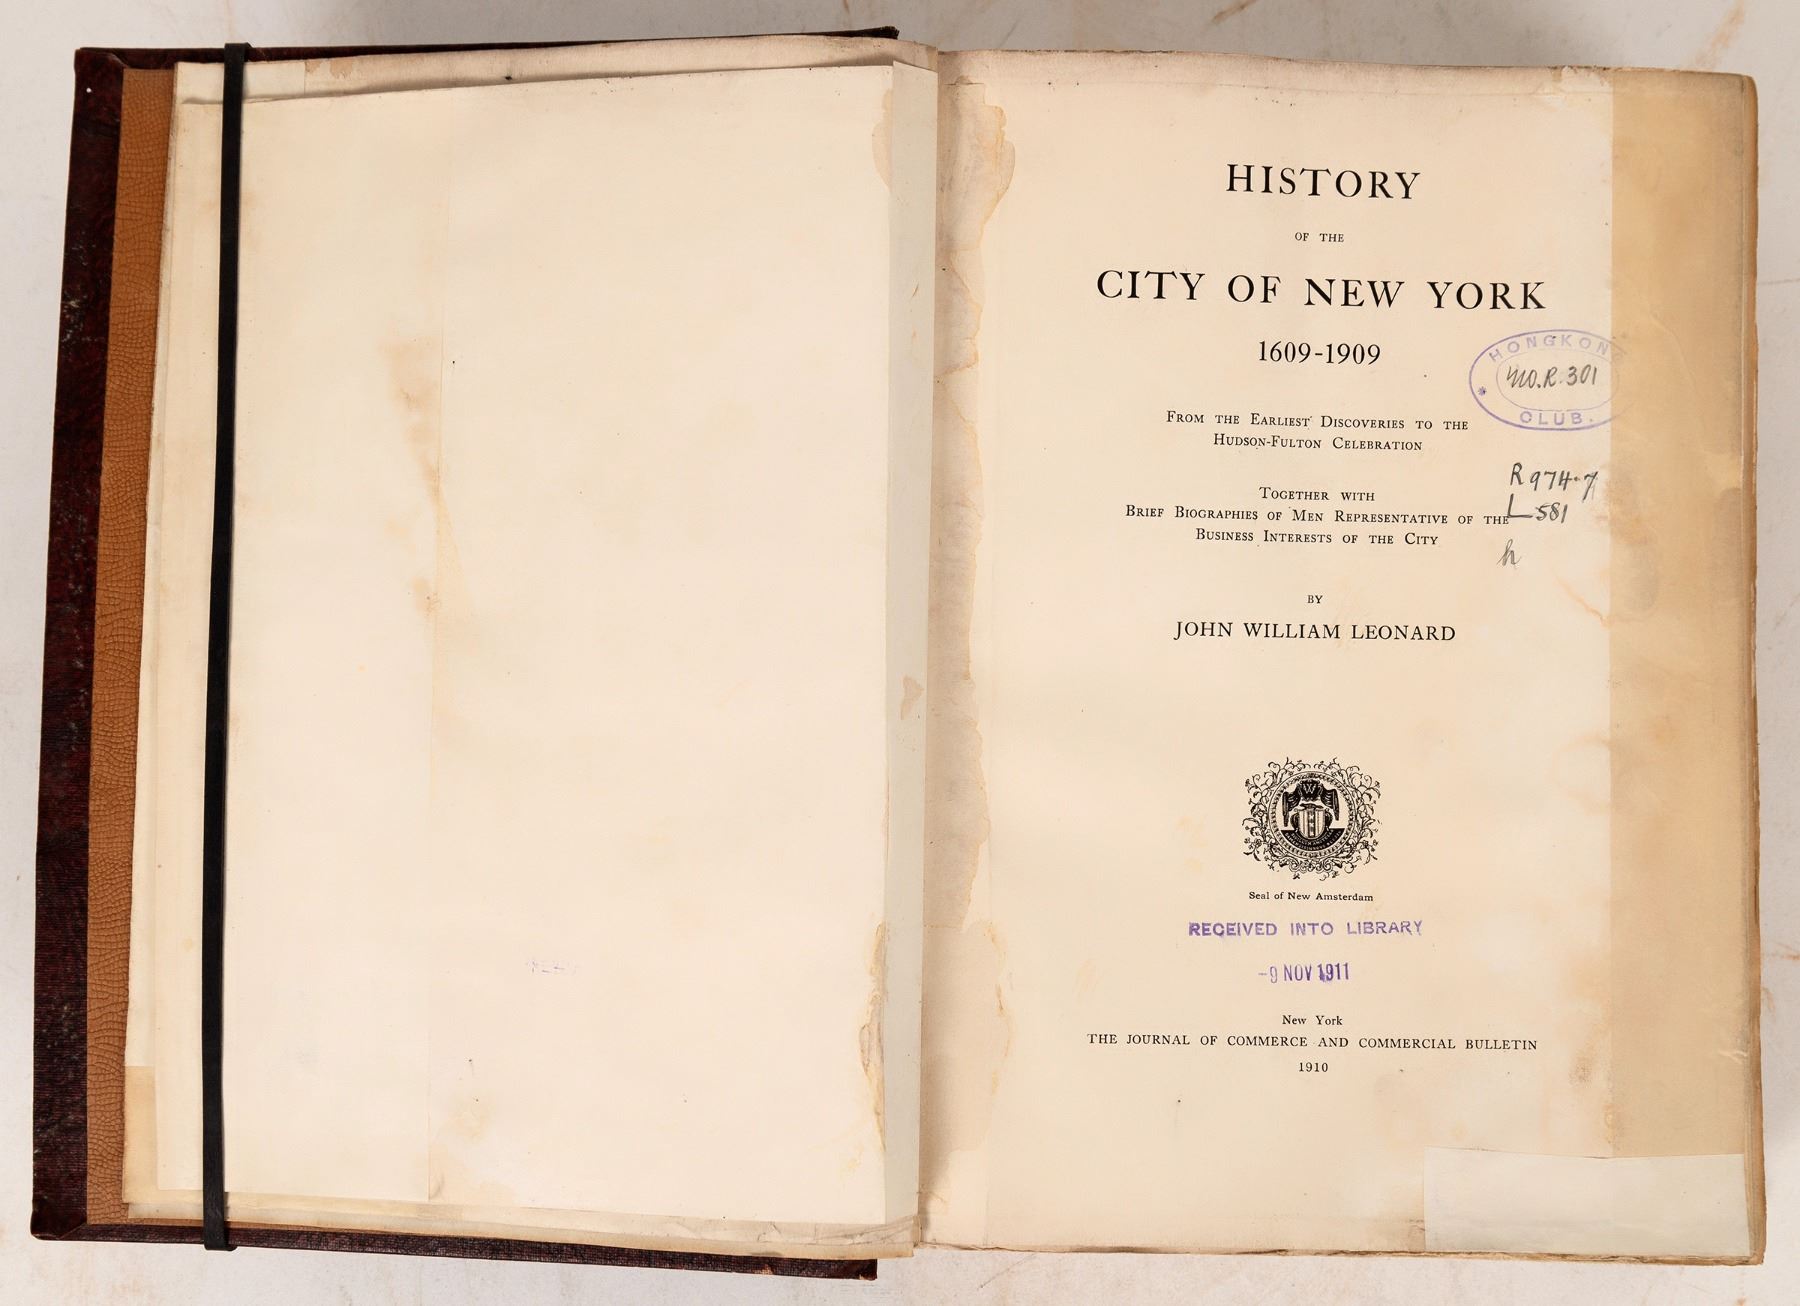 HISTORY
OF THE
CITY OF NEW YORK
1609-1909
HONGKONG
NO.R.301
CLUB.
FROM THE EARLIEST DISCOVERIES TO THE
HUDSON-FULTON CELEBRATION
R974.7
L581
h
TOGETHER WITH
BRIEF BIOGRAPHIES OF MEN REPRESENTATIVE OF THE
BUSINESS INTERESTS OF THE CITY
BY
JOHN WILLIAM LEONARD
Seal of New Amsterdam
RECEIVED INTO LIBRARY
-9 NOV 1911
New York
THE JOURNAL OF COMMERCE AND COMMERCIAL BULLETIN
1910